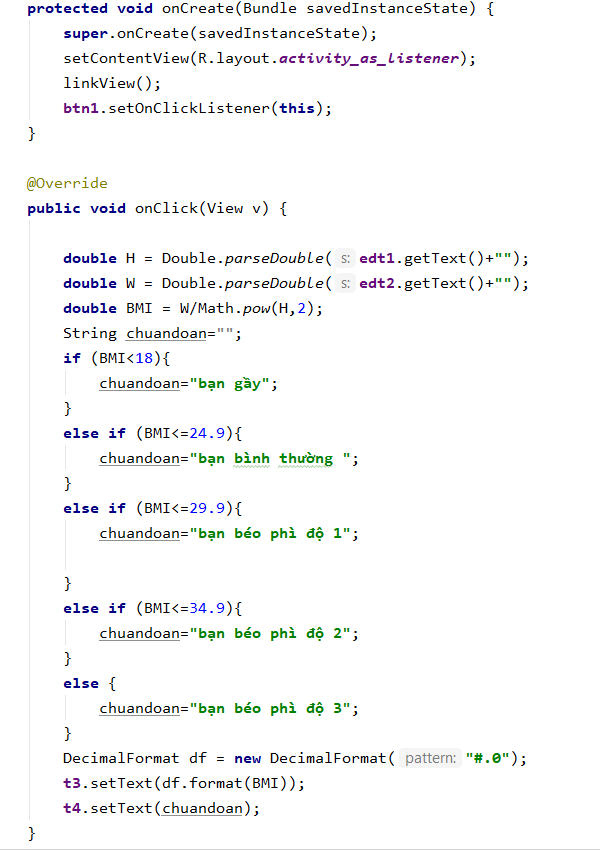 protected void onCreate(Bundle savedInstanceState) {
super.onCreate(savedInstanceState);
setContentView(R.layout.activity_as_listener);
linkView();
btn1.setOnClickListener(this);
}
@Override
public void onClick(View v) {
double H = Double.parseDouble( s: edt1.getText()+"");
double W = Double.parseDouble( s: edt2.getText()+"");
double BMI = W/Math.pow(H,2);
String chuandoan="";
if (BMI<18){
chuandoan="bạn gầy";
}
else if (BMI<=24.9){
chuandoan="bạn bình thường ";
}
else if (BMI<=29.9){
chuandoan="bạn béo phì độ 1";
}
else if (BMI<=34.9){
chuandoan="bạn béo phì độ 2";
}
else {
chuandoan="bạn béo phì độ 3";
}
DecimalFormat df = new DecimalFormat( pattern: "#.0");
t3.setText(df.format(BMI));
t4.setText(chuandoan);
}